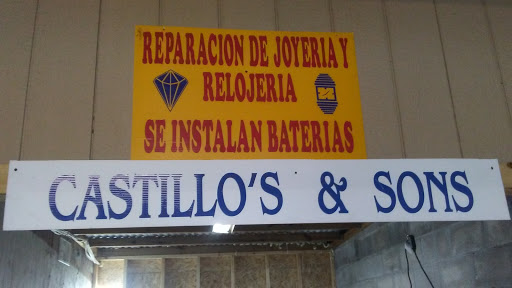 REPARACION DE JOYERIA Y
RELOJERIA
SE INSTALAN BATERIAS
CASTILLO'S & SONS